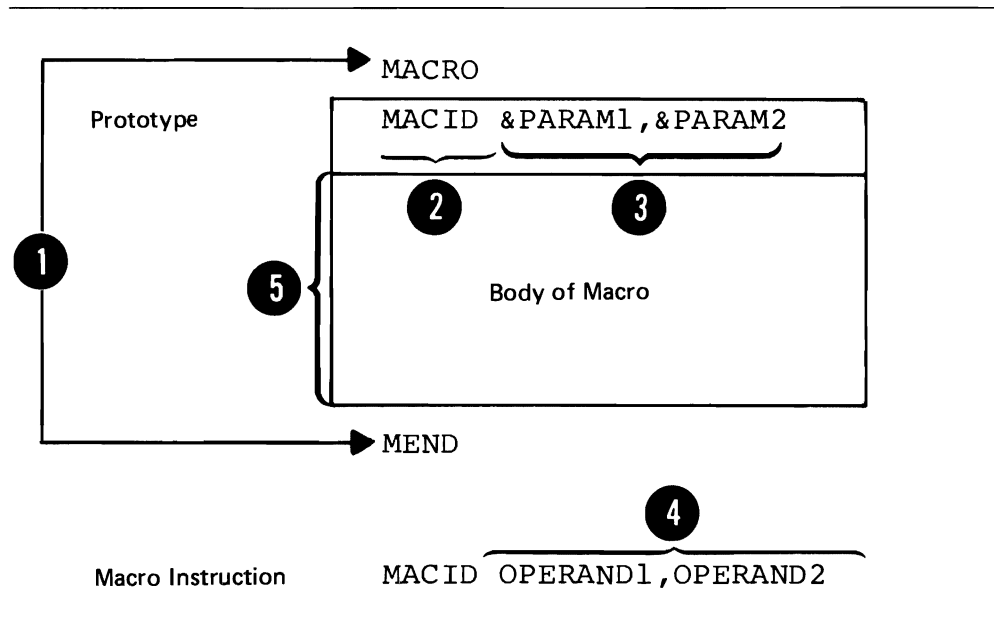 MACRO
Prototype MACID &PARAM1,&PARAM2
2 3
1
5 Body of Macro
MEND
4
Macro Instruction MACID OPERAND1,OPERAND2